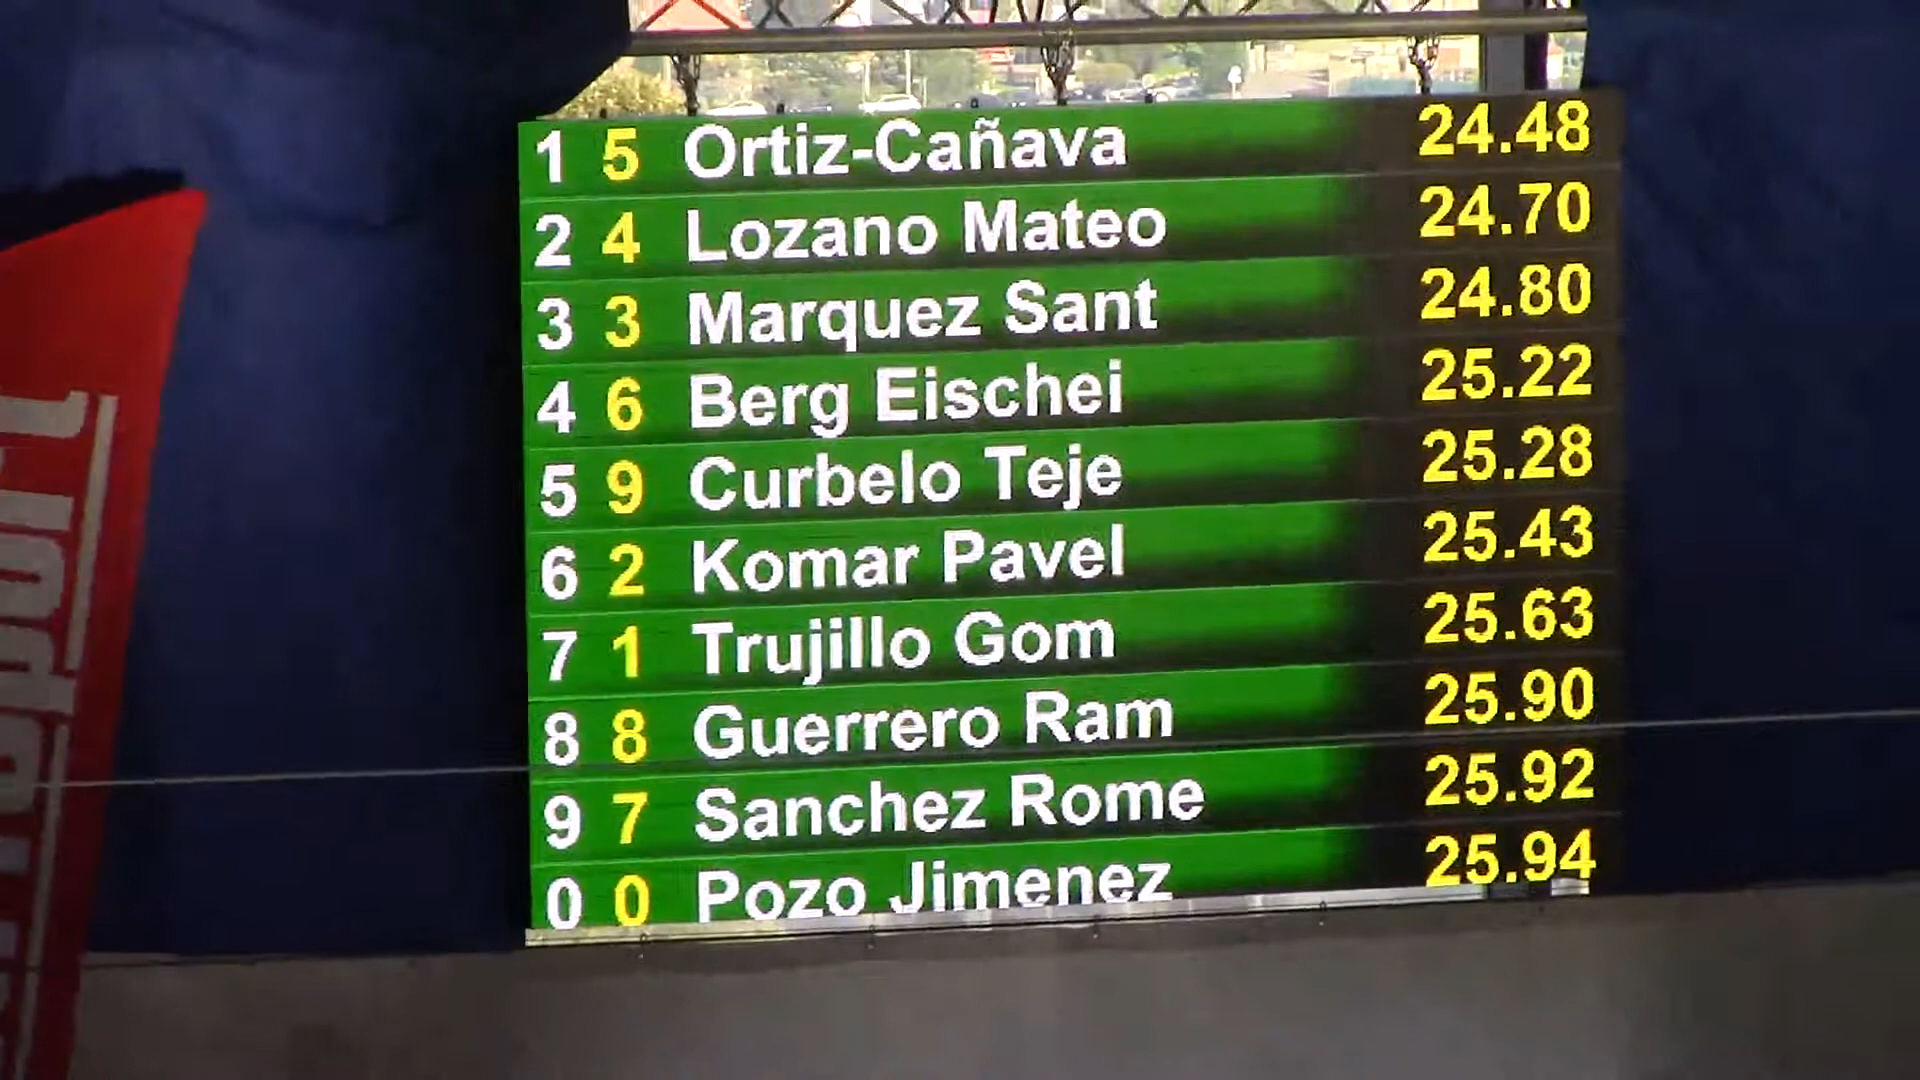 1 5 Ortiz-Cañava 24.48
2 4 Lozano Mateo 24.70
3 3 Marquez Sant 24.80
4 6 Berg Eischei 25.22
5 9 Curbelo Teje 25.28
6 2 Komar Pavel 25.43
7 1 Trujillo Gom 25.63
8 8 Guerrero Ram 25.90
9 7 Sanchez Rome 25.92
0 0 Pozo Jimenez 25.94